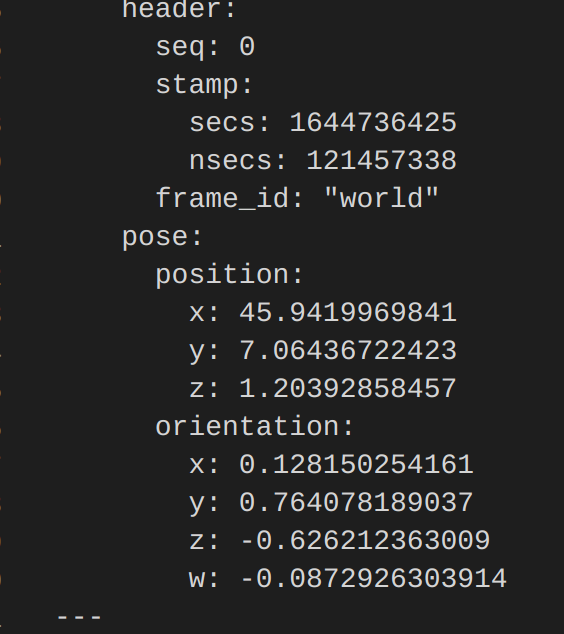 header:
seq: 0
stamp:
secs: 1644736425
nsecs: 121457338
frame_id: "world"
pose:
position:
x: 45.9419969841
y: 7.06436722423
z: 1.20392858457
orientation:
x: 0.128150254161
y: 0.764078189037
z: -0.626212363009
w: -0.0872926303914
---